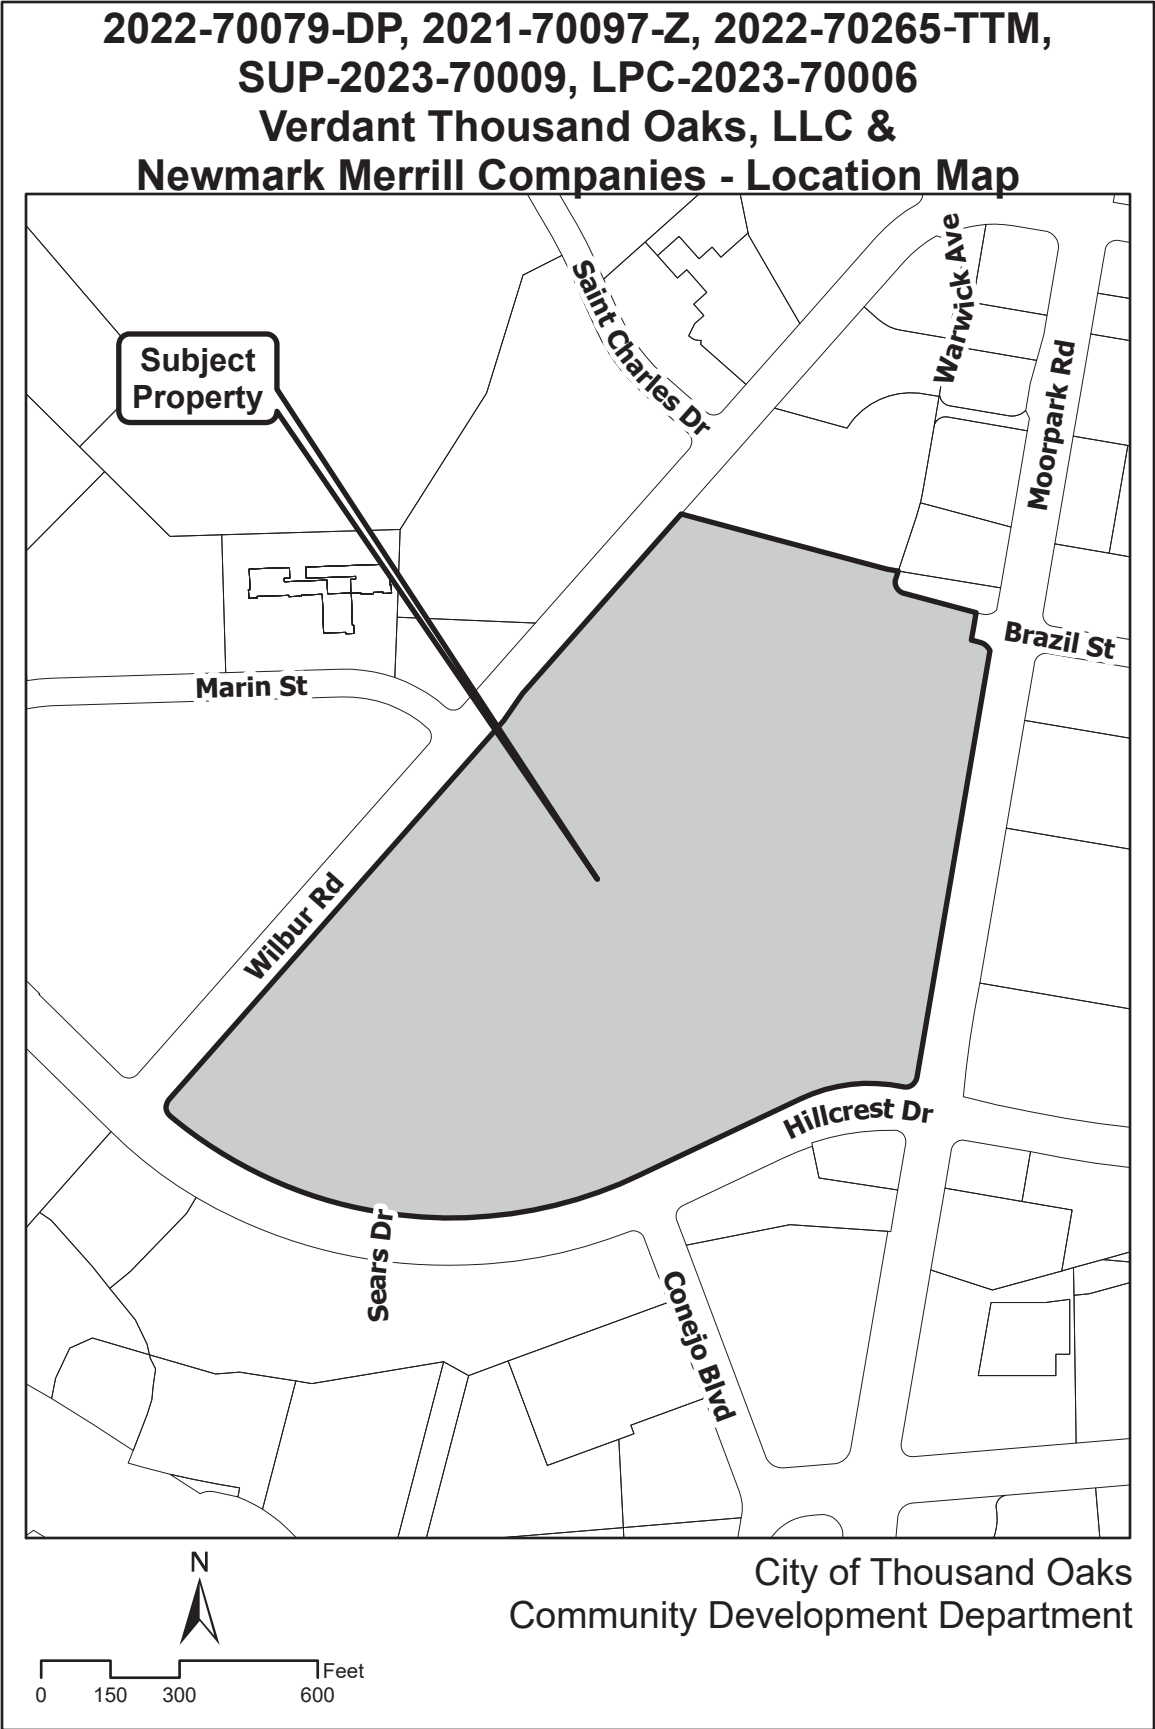 2022-70079-DP, 2021-70097-Z, 2022-70265-TTM,
SUP-2023-70009, LPC-2023-70006
Verdant Thousand Oaks, LLC &
Newmark Merrill Companies - Location Map
Warwick Ave
Saint Charles Dr
Subject
Property
Moorpark Rd
Brazil St
Marin St
Wilbur Rd
Hillcrest Dr
Sears Dr
Conejo Blvd
N
City of Thousand Oaks
Community Development Department
Feet
0 150 300 600